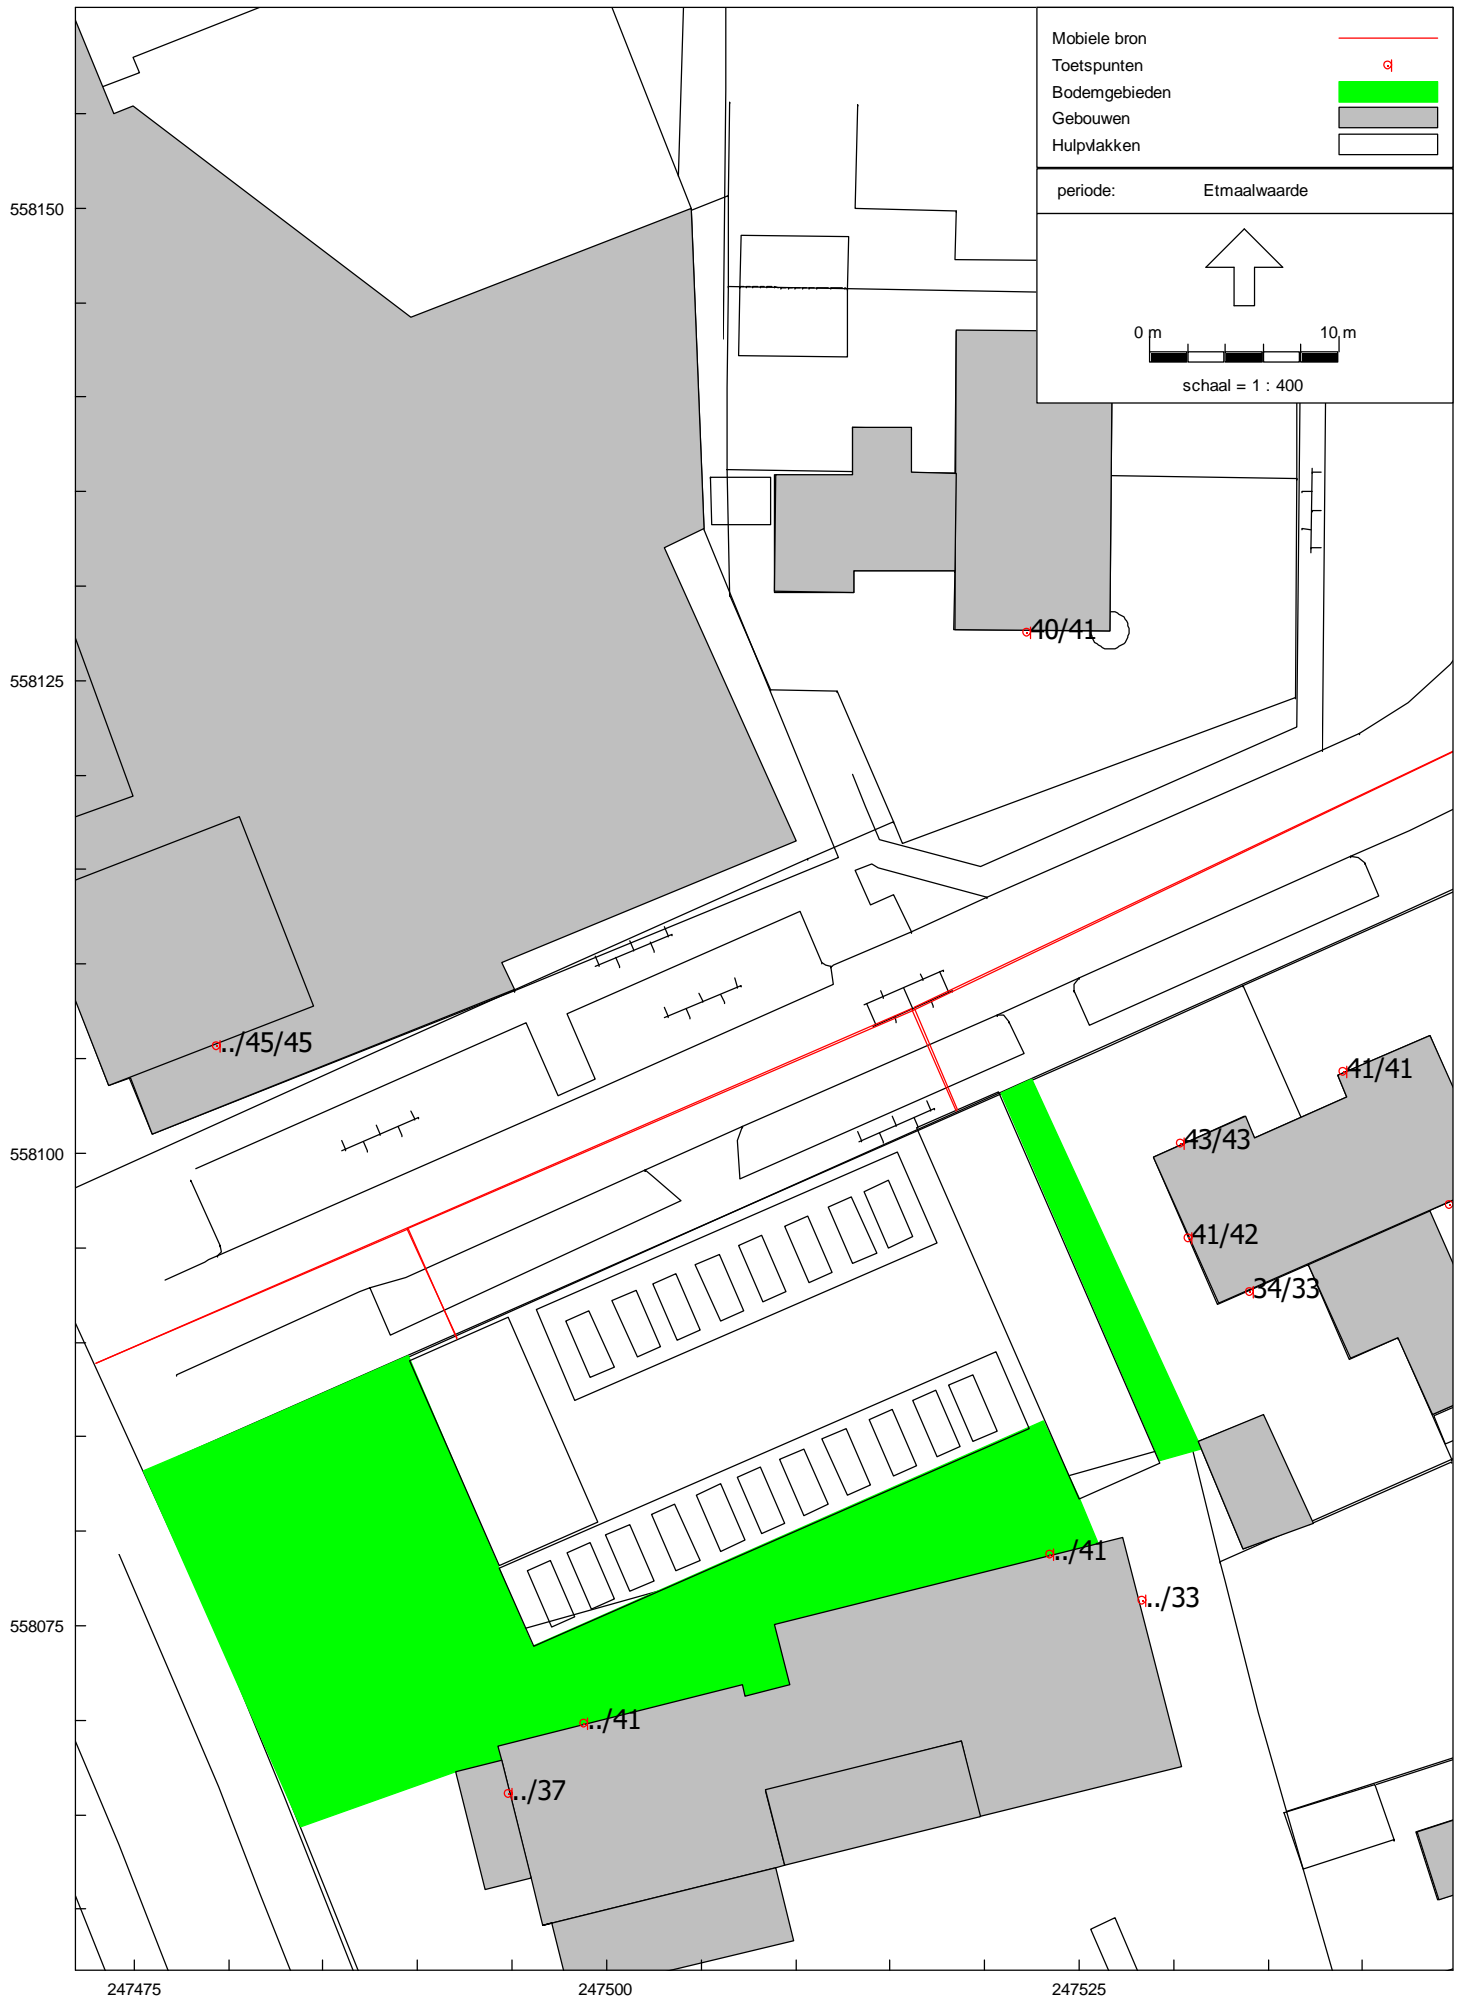 Mobiele bron
Toetspunten
Bodemgebieden
Gebouwen
Hulpvlakken
periode: Etmaalwaarde
0 m 10 m
schaal = 1 : 400
558150
558125
558100
558075
40/41
../45/45
41/41
43/43
41/42
34/33
../41
../33
../41
../37
247475 247500 247525